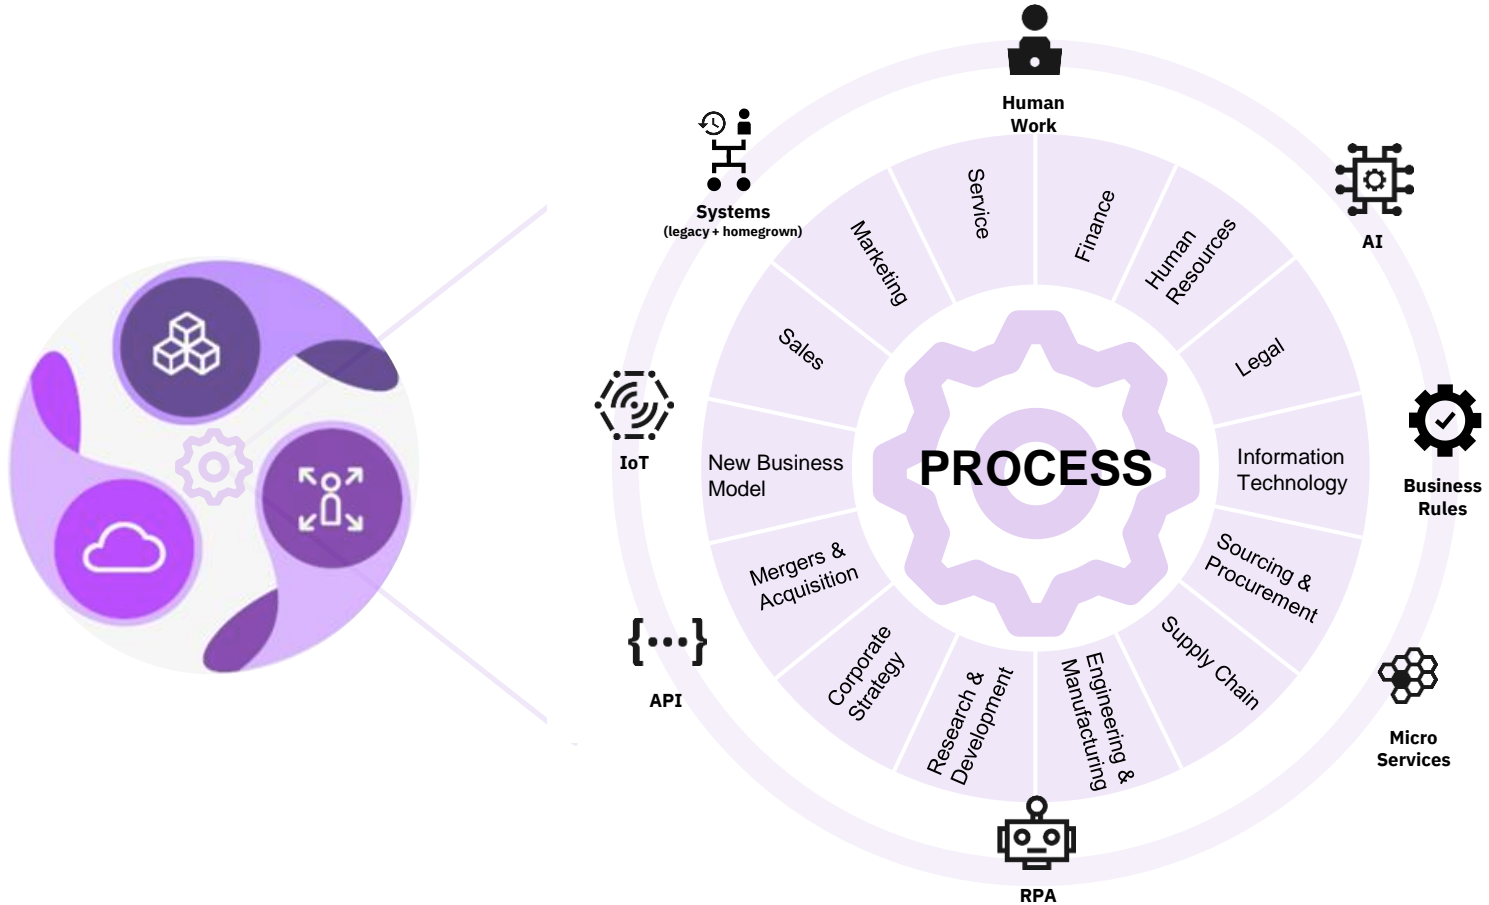 Human
Work
AI
Business
Rules
Micro
Services
RPA
API
IoT
Systems
(legacy + homegrown)
Finance
Human
Resources
Legal
Information
Technology
Sourcing &
Procurement
Supply Chain
Engineering &
Manufacturing
Research &
Development
Corporate
Strategy
Mergers &
Acquisition
New Business
Model
Sales
Marketing
Service
PROCESS